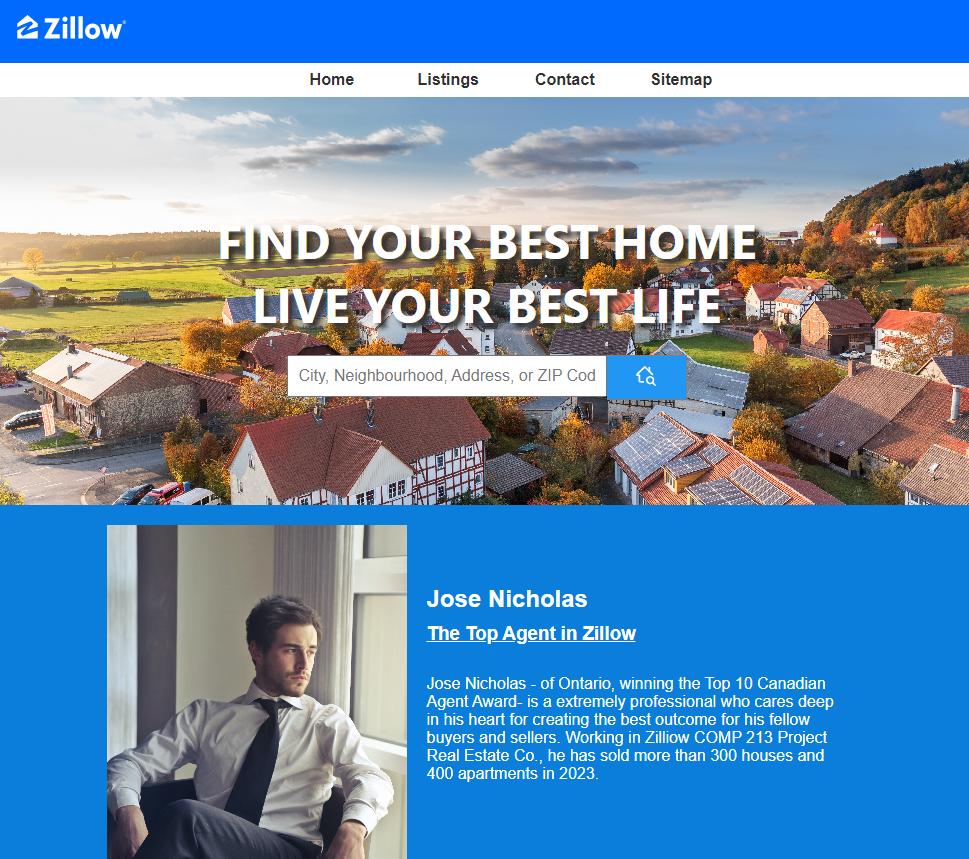 Zillow
Home Listings Contact Sitemap
FIND YOUR BEST HOME
LIVE YOUR BEST LIFE
City, Neighbourhood, Address, or ZIP Cod
Jose Nicholas
The Top Agent in Zillow
Jose Nicholas - of Ontario, winning the Top 10 Canadian
Agent Award- is a extremely professional who cares deep
in his heart for creating the best outcome for his fellow
buyers and sellers. Working in Zilliow COMP 213 Project
Real Estate Co., he has sold more than 300 houses and
400 apartments in 2023.